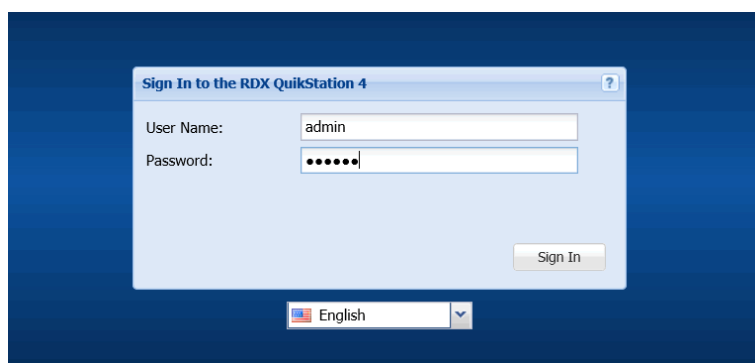 Sign In to the RDX QuikStation 4 ?
User Name: admin
Password: ●●●●●●
Sign In
English